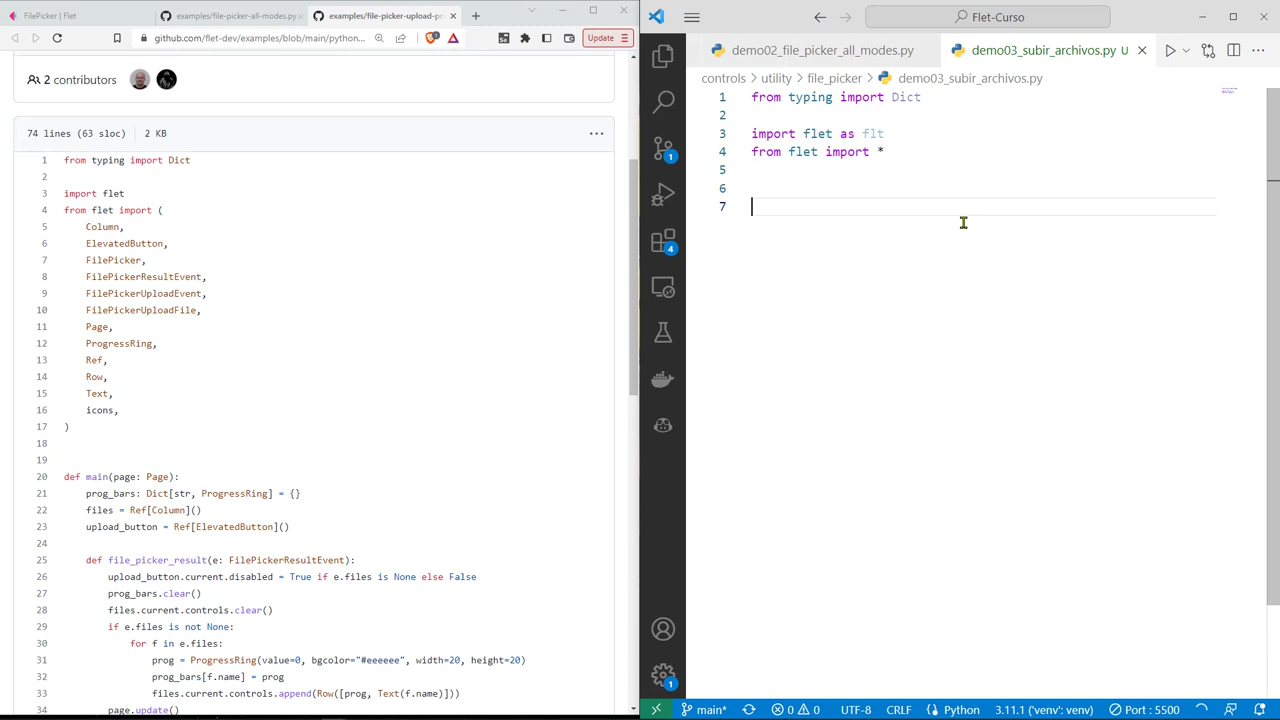 FilePicker | Flet
examples/file-picker-all-modes.py a
examples/file-picker-upload-pr
github.com/flet-dev/examples/blob/main/python...
Update
2 contributors
74 lines (63 sloc)
2 KB
1 from typing import Dict
2
3 import flet
4 from flet import (
5 Column,
6 ElevatedButton,
7 FilePicker,
8 FilePickerResultEvent,
9 FilePickerUploadEvent,
10 FilePickerUploadFile,
11 Page,
12 ProgressRing,
13 Ref,
14 Row,
15 Text,
16 icons,
17 )
18
19
20 def main(page: Page):
21 prog_bars: Dict[str, ProgressRing] = {}
22 files = Ref[Column]()
23 upload_button = Ref[ElevatedButton]()
24
25 def file_picker_result(e: FilePickerResultEvent):
26 upload_button.current.disabled = True if e.files is None else False
27 prog_bars.clear()
28 files.current.controls.clear()
29 if e.files is not None:
30 for f in e.files:
31 prog = ProgressRing(value=0, bgcolor="#eeeeee", width=20, height=20)
32 prog_bars[f.name] = prog
33 files.current.controls.append(Row([prog, Text(f.name)]))
34 page.update()
Flet-Curso
demo02_file_picker_all_modes.py
demo03_subir_archivos.py U
controls > utility > file_picker > demo03_subir_archivos.py
1 from typing import Dict
2
3 import flet as flt
4 from flet import *
5
6
7
1
4
1
main*
0
0
UTF-8
CRLF
Python
3.11.1 ('venv': venv)
Port : 5500